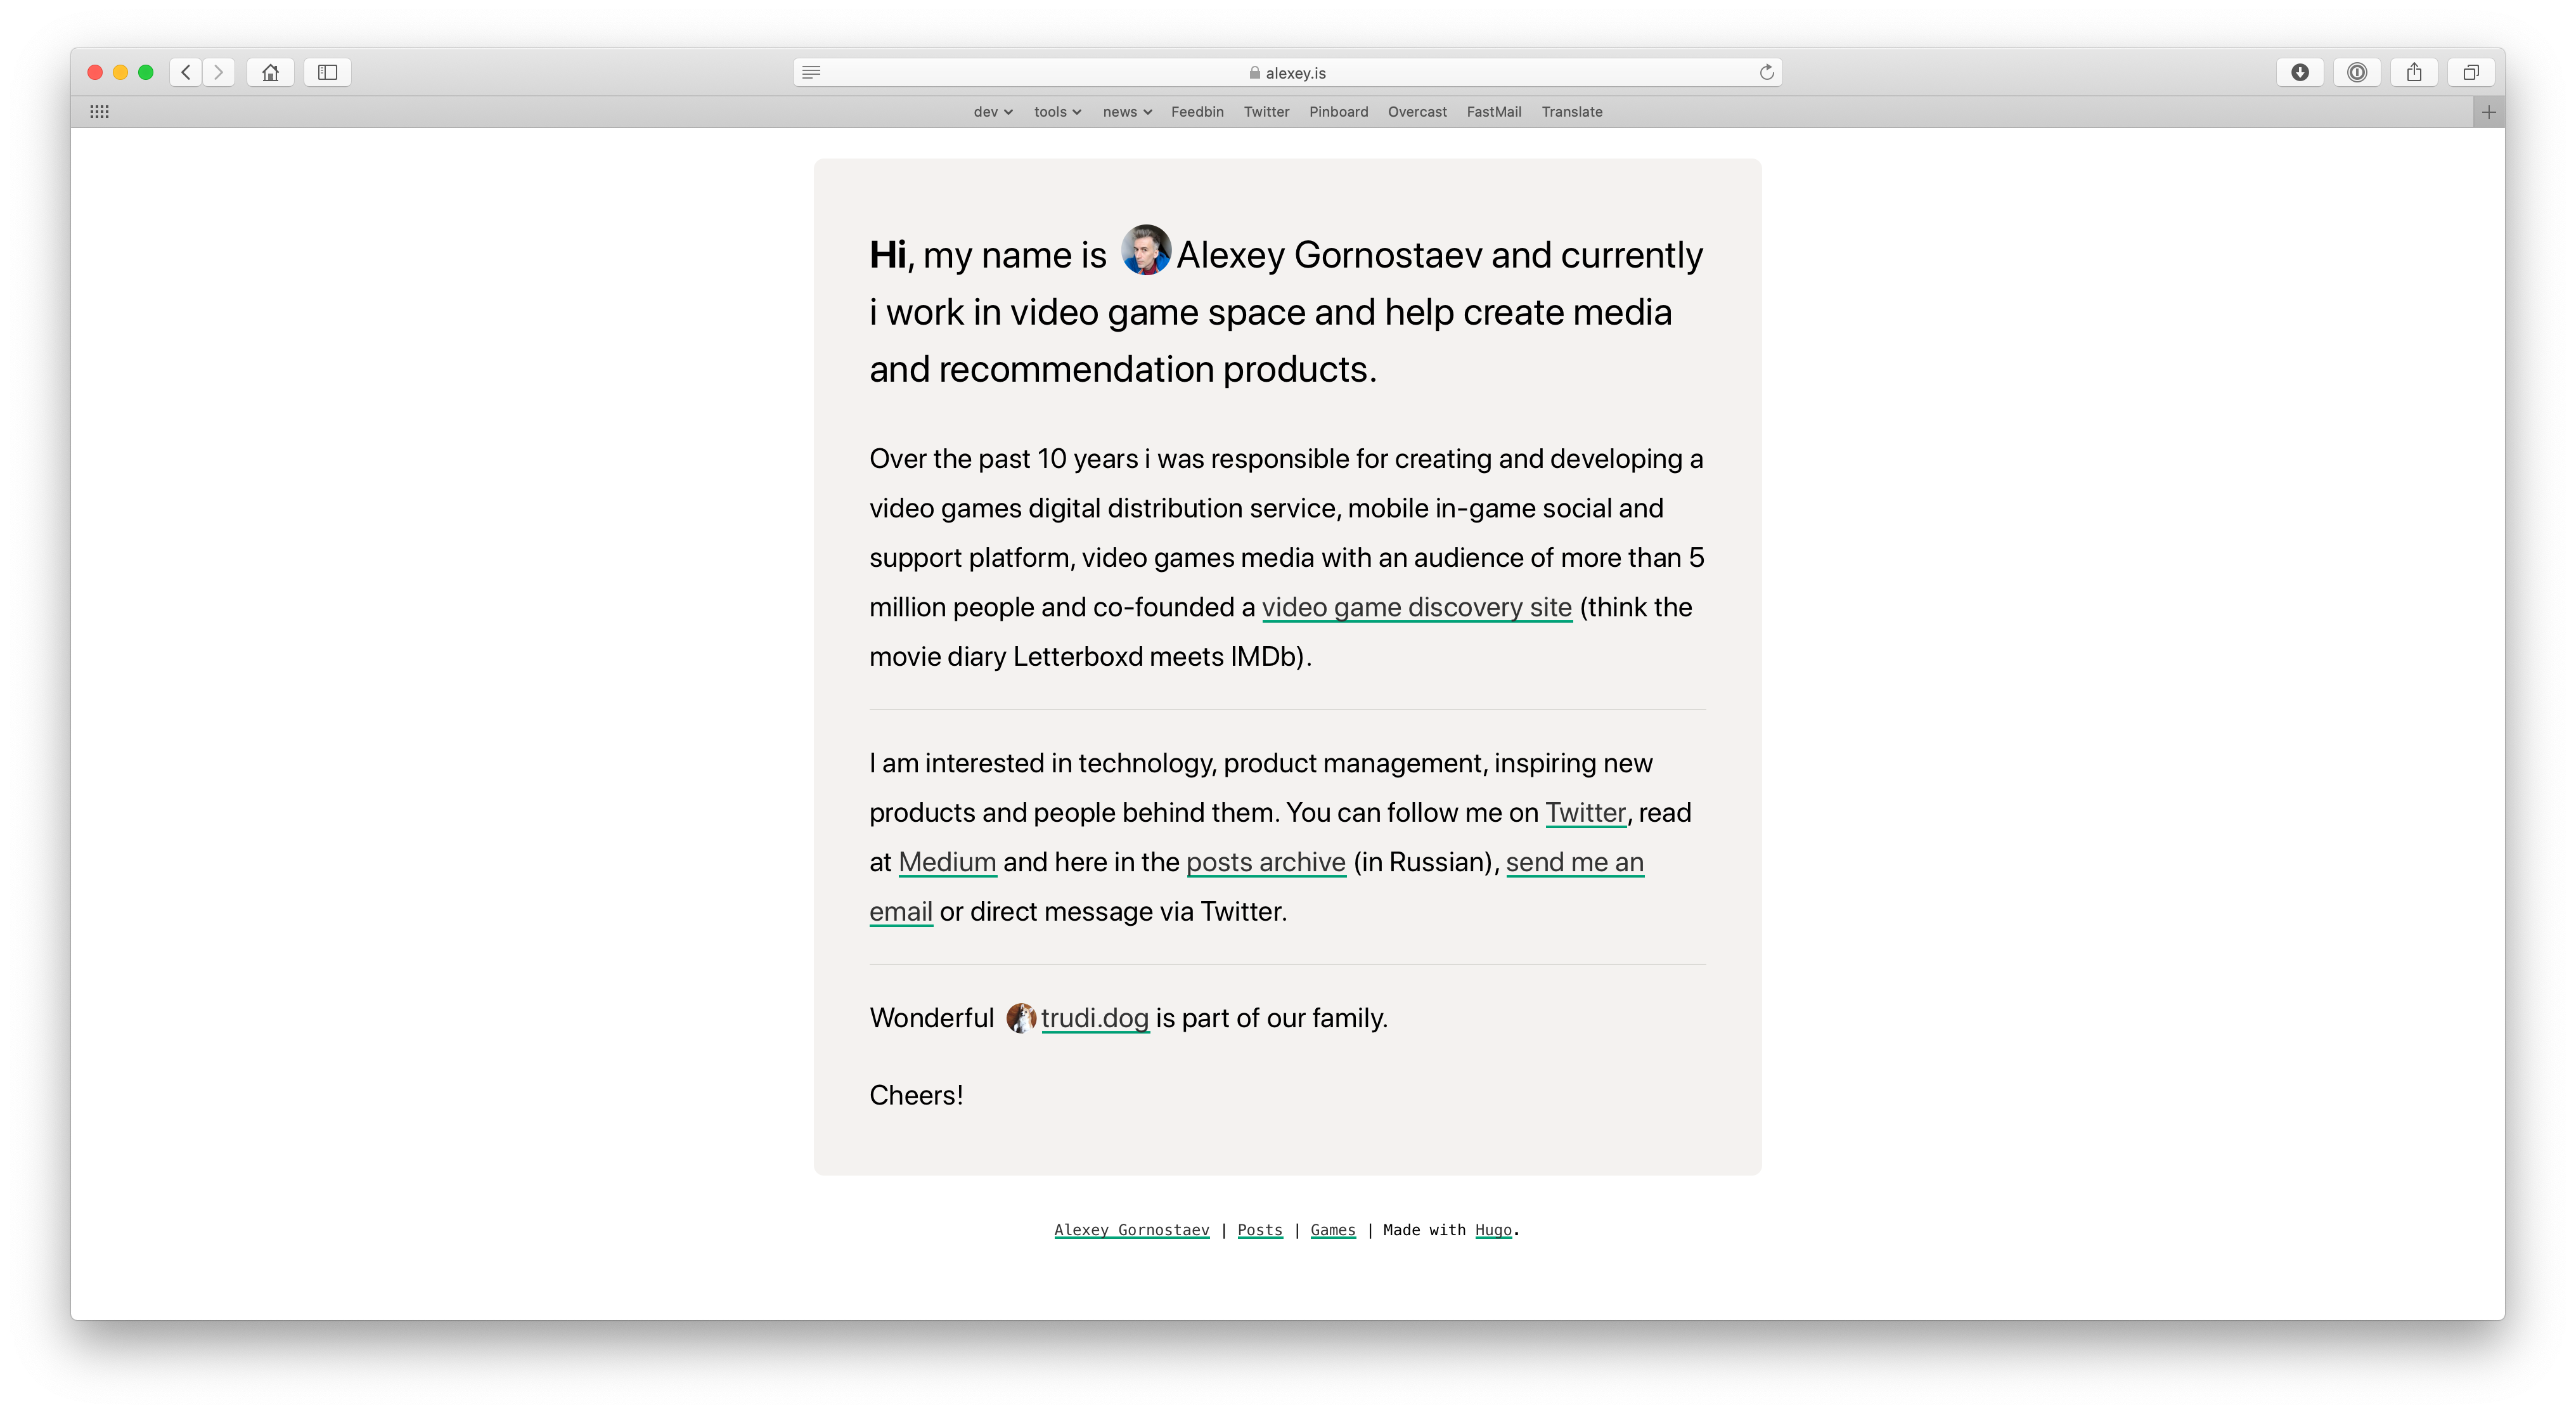 alexey.is
dev tools news Feedbin Twitter Pinboard Overcast FastMail Translate
Hi, my name is Alexey Gornostaev and currently
i work in video game space and help create media
and recommendation products.
Over the past 10 years i was responsible for creating and developing a
video games digital distribution service, mobile in-game social and
support platform, video games media with an audience of more than 5
million people and co-founded a video game discovery site (think the
movie diary Letterboxd meets IMDb).
I am interested in technology, product management, inspiring new
products and people behind them. You can follow me on Twitter, read
at Medium and here in the posts archive (in Russian), send me an
email or direct message via Twitter.
Wonderful trudi.dog is part of our family.
Cheers!
Alexey Gornostaev | Posts | Games | Made with Hugo.